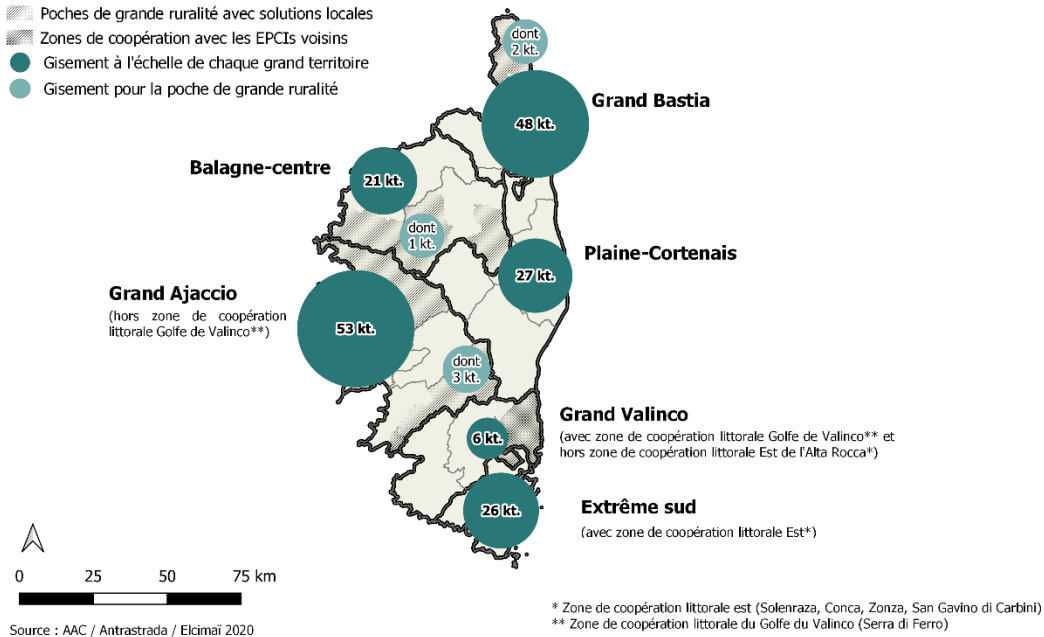 Poches de grande ruralité avec solutions locales
Zones de coopération avec les EPCIs voisins
Gisement à l'échelle de chaque grand territoire
Gisement pour la poche de grande ruralité
dont
2 kt.
Grand Bastia
48 kt.
Balagne-centre
21 kt.
dont
1 kt.
Plaine-Cortenais
27 kt.
Grand Ajaccio
(hors zone de coopération
littorale Golfe de Valinco**)
53 kt.
dont
3 kt.
Grand Valinco
(avec zone de coopération littorale Golfe de Valinco** et
hors zone de coopération littorale Est de l'Alta Rocca*)
6 kt.
Extrême sud
(avec zone de coopération littorale Est*)
26 kt.
0 25 50 75 km
* Zone de coopération littorale est (Solenraza, Conca, Zonza, San Gavino di Carbini)
** Zone de coopération littorale du Golfe du Valinco (Serra di Ferro)
Source : AAC / Antrastrada / Elcimaï 2020